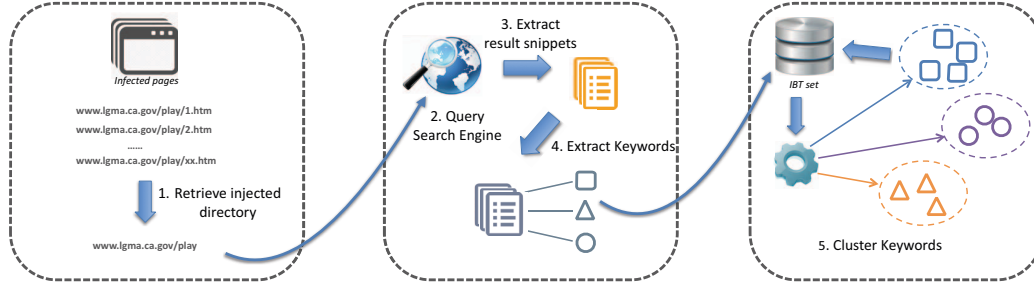 Infected pages
www.lgma.ca.gov/play/1.htm
www.lgma.ca.gov/play/2.htm
......
www.lgma.ca.gov/play/xx.htm
1. Retrieve injected
directory
www.lgma.ca.gov/play
3. Extract
result snippets
2. Query
Search Engine
4. Extract Keywords
IBT set
5. Cluster Keywords